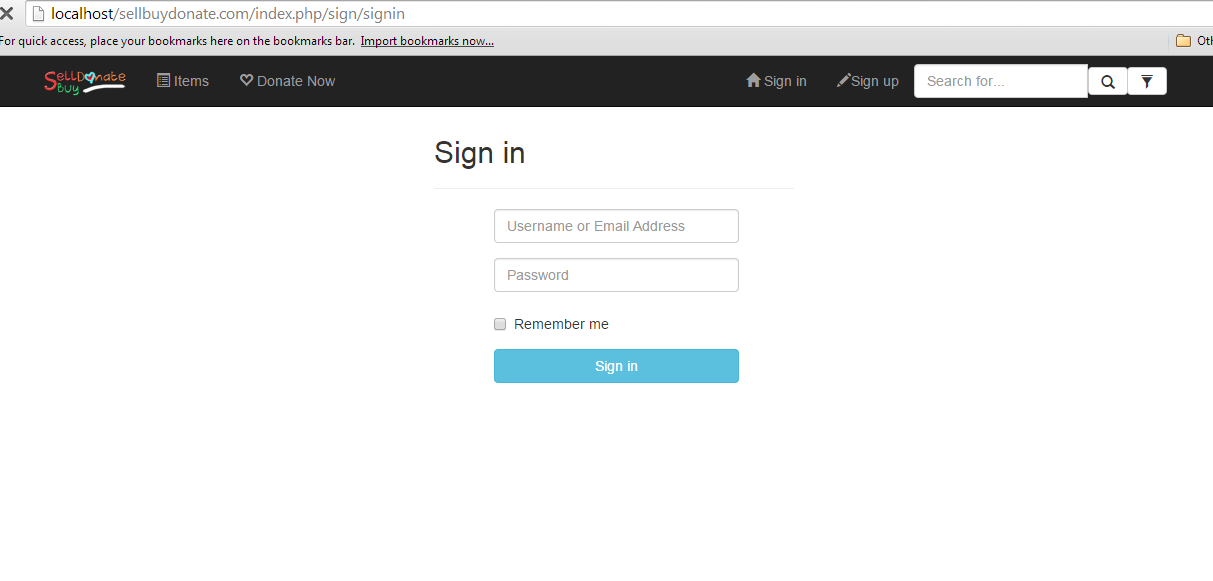 localhost/sellbuydonate.com/index.php/sign/signin
For quick access, place your bookmarks here on the bookmarks bar. Import bookmarks now...
SellDonate
Buy
Items
Donate Now
Sign in
Sign up
Search for...
Sign in
Username or Email Address
Password
Remember me
Sign in